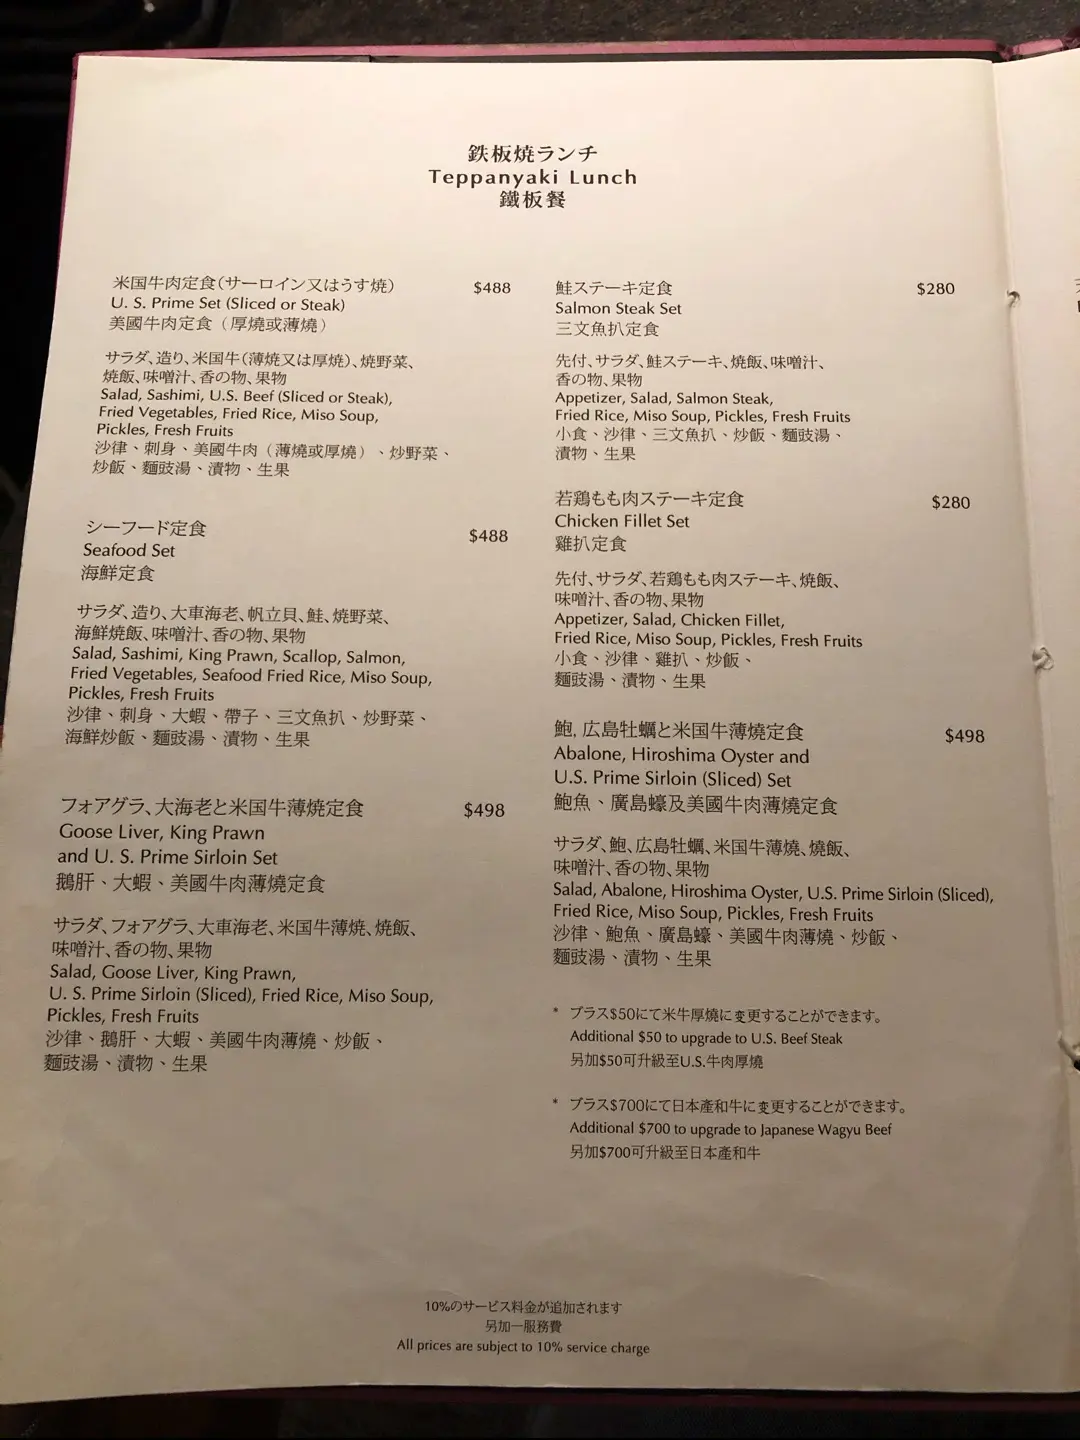 鉄板焼ランチ
Teppanyaki Lunch
鐵板餐
米国牛肉定食(サーロイン又はうす焼) $488
U. S. Prime Set (Sliced or Steak)
美國牛肉定食（厚燒或薄燒）
サラダ、造り、米国牛(薄焼又は厚焼)、焼野菜、
焼飯、味噌汁、香の物、果物
Salad, Sashimi, U.S. Beef (Sliced or Steak),
Fried Vegetables, Fried Rice, Miso Soup,
Pickles, Fresh Fruits
沙律、刺身、美國牛肉（薄燒或厚燒）、炒野菜、
炒飯、麵豉湯、漬物、生果
シーフード定食 $488
Seafood Set
海鮮定食
サラダ、造り、大車海老、帆立貝、鮭、焼野菜、
海鮮焼飯、味噌汁、香の物、果物
Salad, Sashimi, King Prawn, Scallop, Salmon,
Fried Vegetables, Seafood Fried Rice, Miso Soup,
Pickles, Fresh Fruits
沙律、刺身、大蝦、帶子、三文魚扒、炒野菜、
海鮮炒飯、麵豉湯、漬物、生果
フォアグラ、大海老と米国牛薄焼定食 $498
Goose Liver, King Prawn
and U. S. Prime Sirloin Set
鵝肝、大蝦、美國牛肉薄燒定食
サラダ、フォアグラ、大車海老、米国牛薄焼、焼飯、
味噌汁、香の物、果物
Salad, Goose Liver, King Prawn,
U. S. Prime Sirloin (Sliced), Fried Rice, Miso Soup,
Pickles, Fresh Fruits
沙律、鵝肝、大蝦、美國牛肉薄燒、炒飯、
麵豉湯、漬物、生果
鮭ステーキ定食 $280
Salmon Steak Set
三文魚扒定食
先付、サラダ、鮭ステーキ、焼飯、味噌汁、
香の物、果物
Appetizer, Salad, Salmon Steak,
Fried Rice, Miso Soup, Pickles, Fresh Fruits
小食、沙律、三文魚扒、炒飯、麵豉湯、
漬物、生果
若鶏もも肉ステーキ定食 $280
Chicken Fillet Set
雞扒定食
先付、サラダ、若鶏もも肉ステーキ、焼飯、
味噌汁、香の物、果物
Appetizer, Salad, Chicken Fillet,
Fried Rice, Miso Soup, Pickles, Fresh Fruits
小食、沙律、雞扒、炒飯、
麵豉湯、漬物、生果
鮑, 広島牡蠣と米国牛薄燒定食 $498
Abalone, Hiroshima Oyster and
U.S. Prime Sirloin (Sliced) Set
鮑魚、廣島蠔及美國牛肉薄燒定食
サラダ、鮑、広島牡蠣、米国牛薄燒、燒飯、
味噌汁、香の物、果物
Salad, Abalone, Hiroshima Oyster, U.S. Prime Sirloin (Sliced),
Fried Rice, Miso Soup, Pickles, Fresh Fruits
沙律、鮑魚、廣島蠔、美國牛肉薄燒、炒飯、
麵豉湯、漬物、生果
* プラス$50にて米牛厚燒に変更することができます。
Additional $50 to upgrade to U.S. Beef Steak
另加$50可升級至U.S.牛肉厚燒
* プラス$700にて日本產和牛に変更することができます。
Additional $700 to upgrade to Japanese Wagyu Beef
另加$700可升級至日本產和牛
10%のサービス料金が追加されます
另加一服務費
All prices are subject to 10% service charge